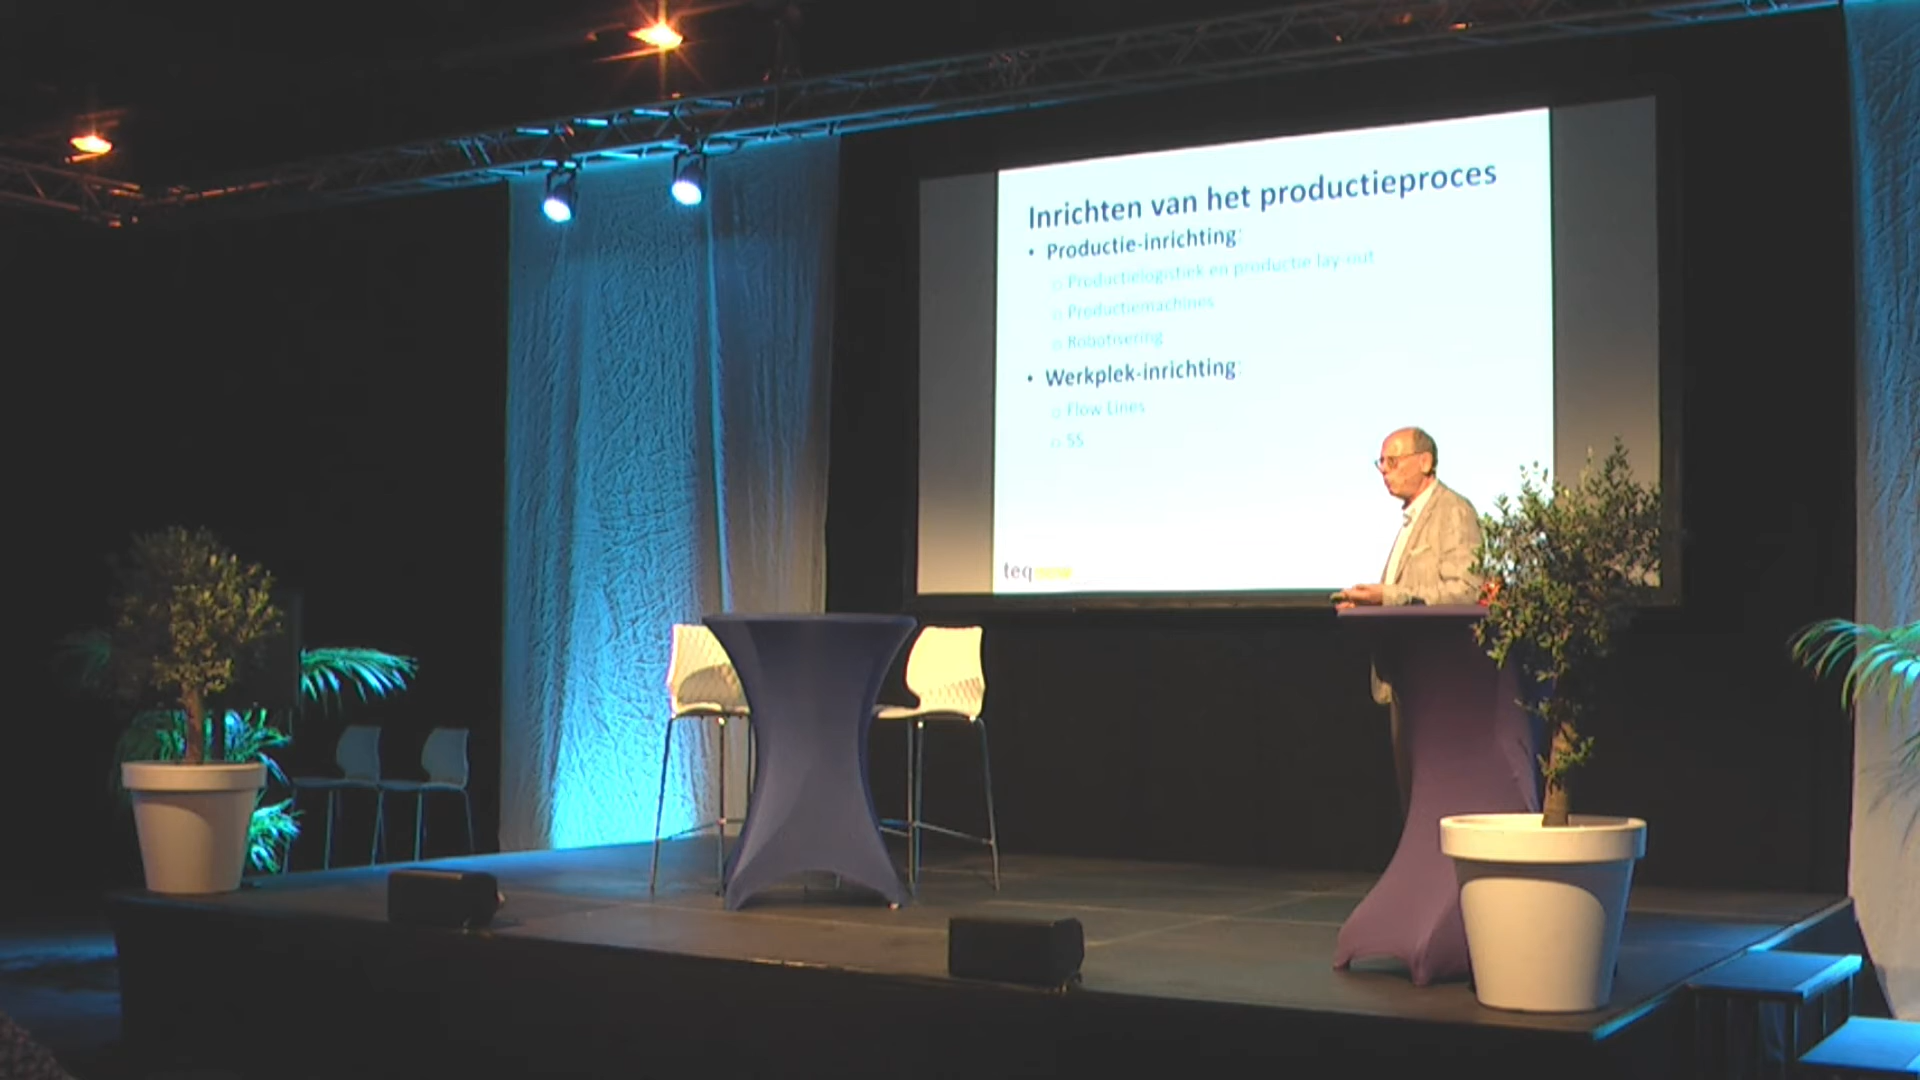 Inrichten van het productieproces
• Productie-inrichting:
o Productielogistiek en productie lay-out
o Productiemachines
o Robotisering
• Werkplek-inrichting:
o Flow Lines
o 5S
teq